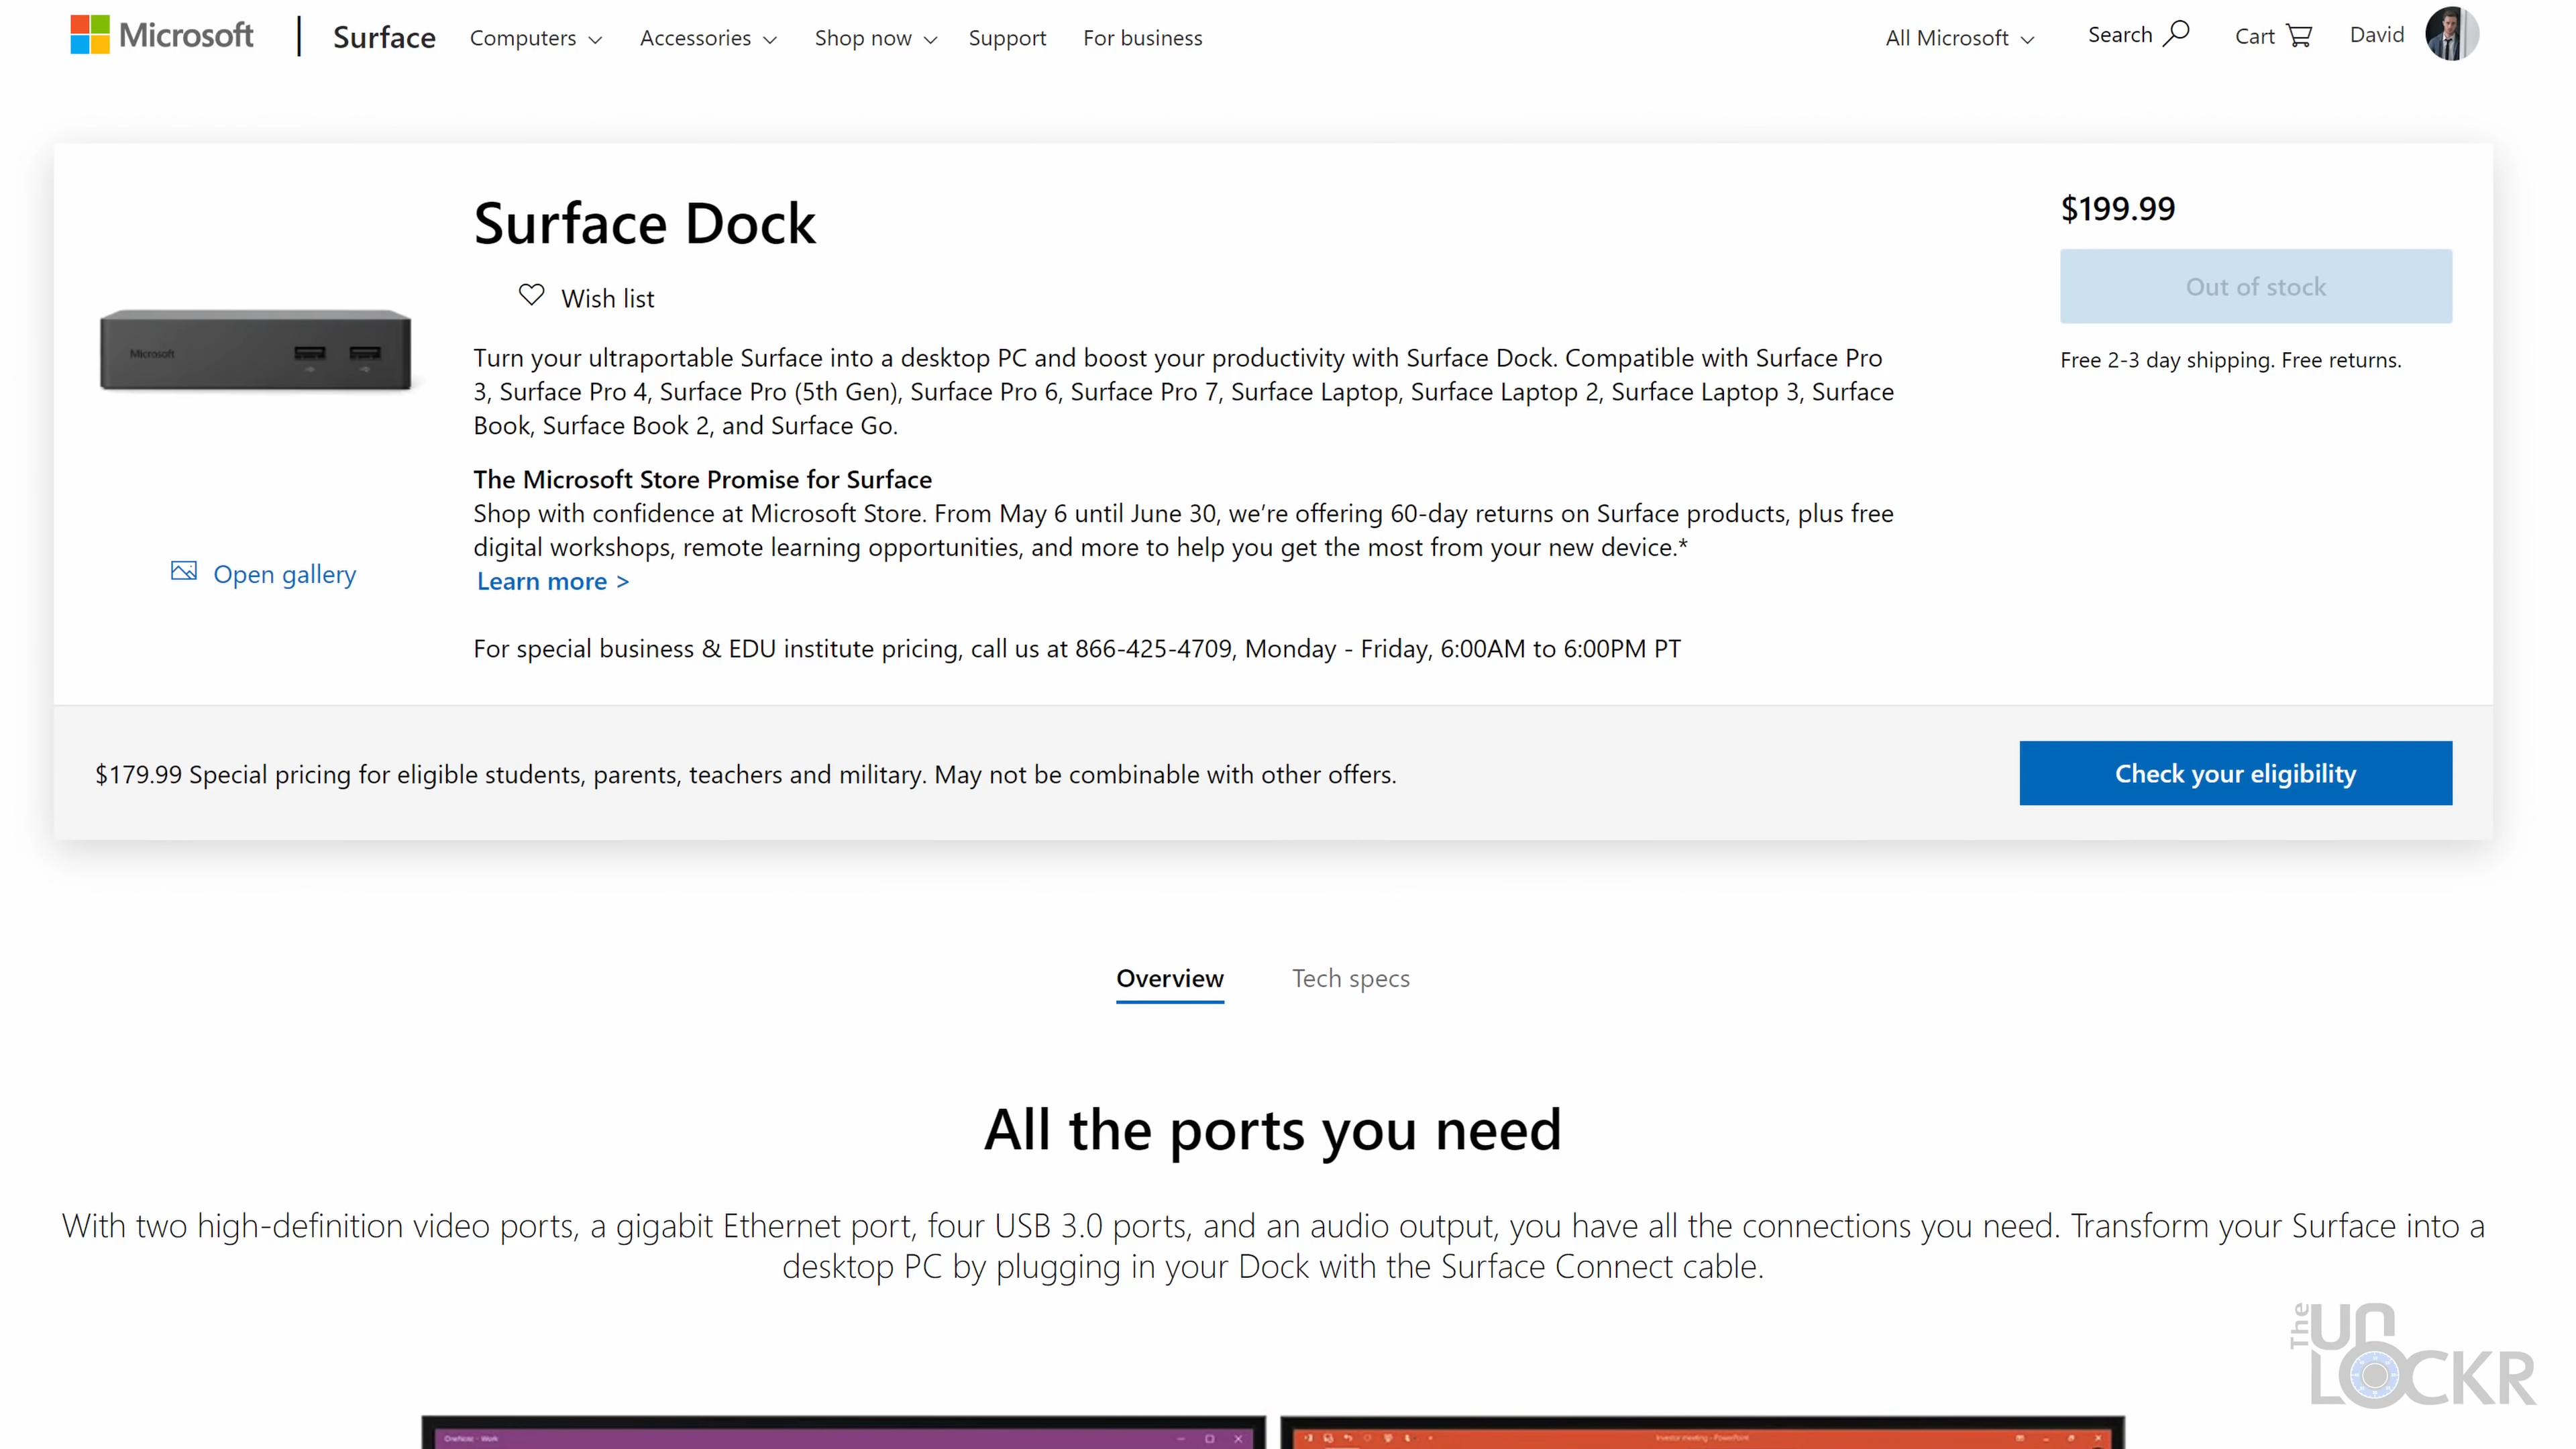 Microsoft
Surface
Computers
Accessories
Shop now
Support
For business
All Microsoft
Search
Cart
David
Surface Dock
$199.99
Out of stock
Wish list
Microsoft
Turn your ultraportable Surface into a desktop PC and boost your productivity with Surface Dock. Compatible with Surface Pro
3, Surface Pro 4, Surface Pro (5th Gen), Surface Pro 6, Surface Pro 7, Surface Laptop, Surface Laptop 2, Surface Laptop 3, Surface
Book, Surface Book 2, and Surface Go.
Free 2-3 day shipping. Free returns.
The Microsoft Store Promise for Surface
Shop with confidence at Microsoft Store. From May 6 until June 30, we’re offering 60-day returns on Surface products, plus free
digital workshops, remote learning opportunities, and more to help you get the most from your new device.*
Learn more >
Open gallery
For special business & EDU institute pricing, call us at 866-425-4709, Monday - Friday, 6:00AM to 6:00PM PT
$179.99 Special pricing for eligible students, parents, teachers and military. May not be combinable with other offers.
Check your eligibility
Overview
Tech specs
All the ports you need
With two high-definition video ports, a gigabit Ethernet port, four USB 3.0 ports, and an audio output, you have all the connections you need. Transform your Surface into a
desktop PC by plugging in your Dock with the Surface Connect cable.
The
UN
LOCKR
OneNote - Work
Investor meeting - PowerPoint